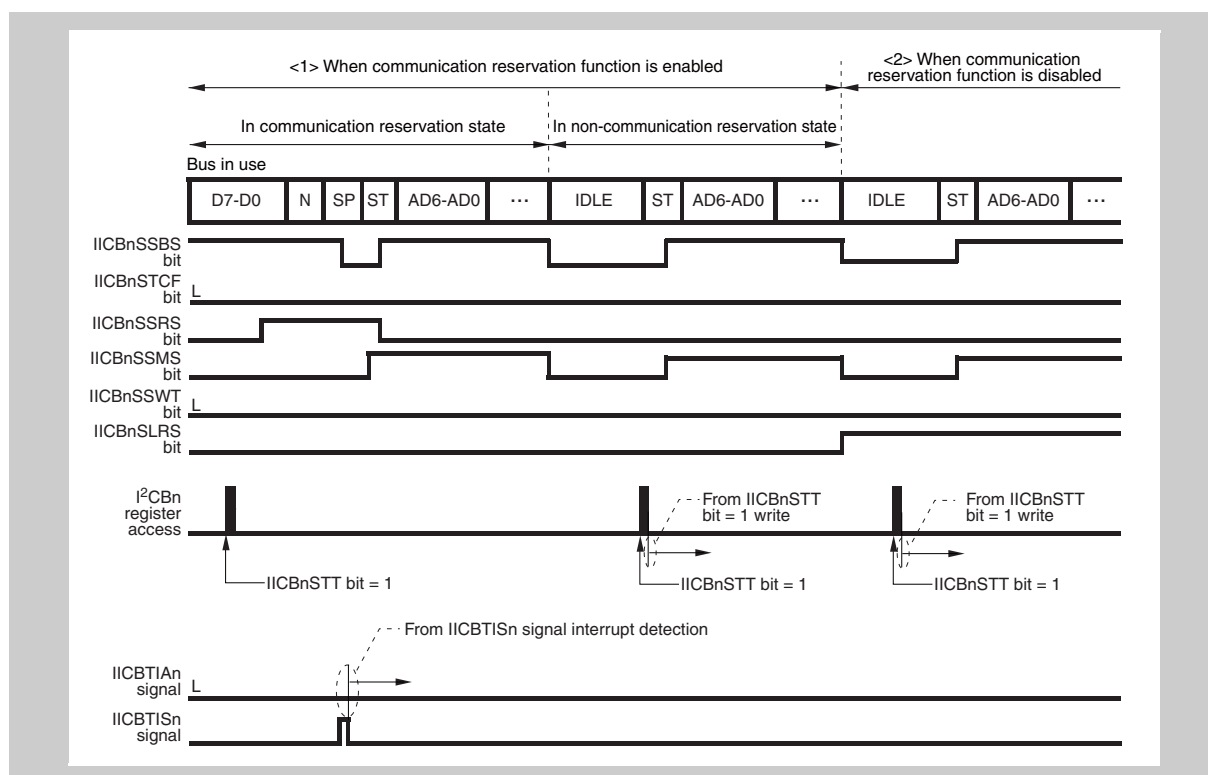 <1> When communication reservation function is enabled
<2> When communication
reservation function is disabled
In communication reservation state
In non-communication reservation state
Bus in use
D7-D0 N SP ST AD6-AD0 ... IDLE ST AD6-AD0 ... IDLE ST AD6-AD0 ...
IICBnSSBS
bit
IICBnSTCF
bit L
IICBnSSRS
bit
IICBnSSMS
bit
IICBnSSWT
bit L
IICBnSLRS
bit
I²CBn
register
access
From IICBnSTT
bit = 1 write
From IICBnSTT
bit = 1 write
IICBnSTT bit = 1
IICBnSTT bit = 1
IICBnSTT bit = 1
From IICBTISn signal interrupt detection
IICBTIAn
signal L
IICBTISn
signal